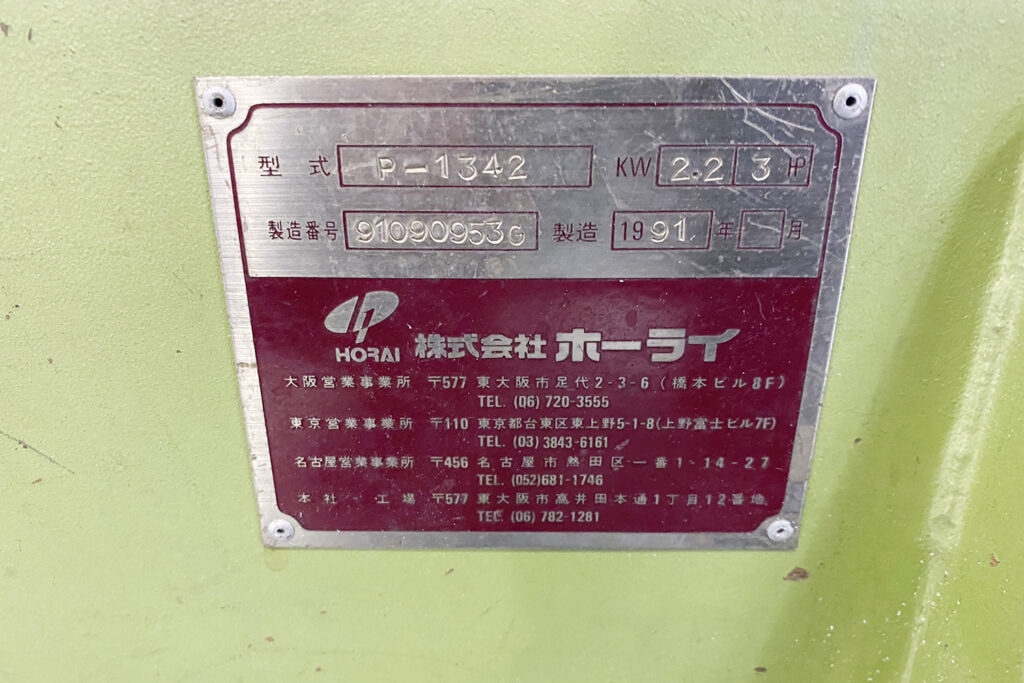 型式 P-1342 KW 2.2 3 HP
製造番号 91090953G 製造 1991年 月
HORAI 株式会社ホーライ
大阪営業事業所 〒577 東大阪市足代2-3-6(橋本ビル8F)
TEL. (06) 720-3555
東京営業事業所 〒110 東京都台東区東上野5-1-8(上野富士ビル7F)
TEL. (03) 3843-6161
名古屋営業事業所 〒456 名古屋市熱田区一番1-14-27
TEL. (052)681-1746
本社・工場 〒577 東大阪市高井田本通1丁目12番地
TEL. (06) 782-1281